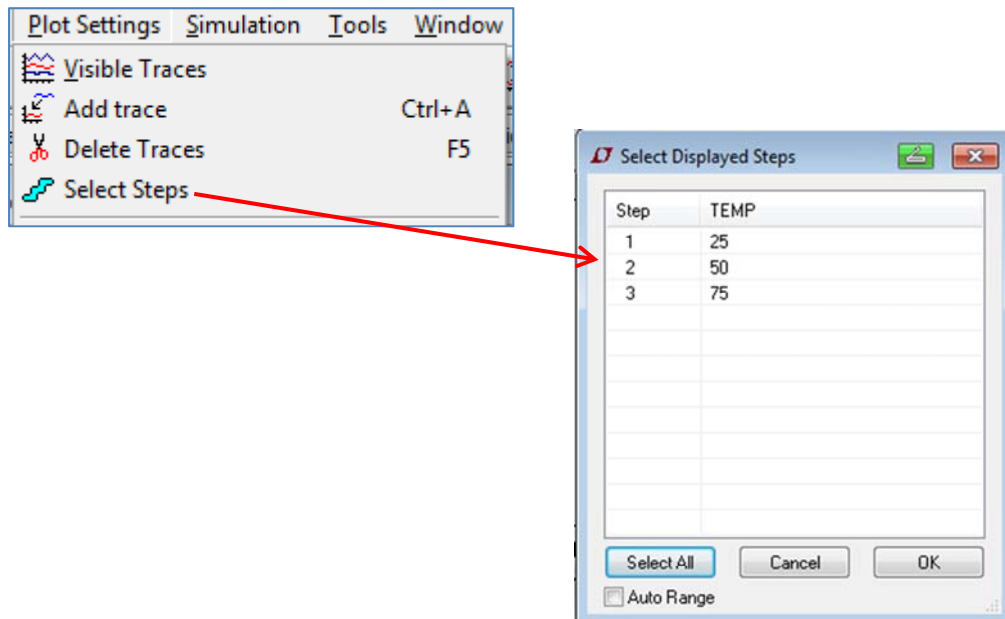 Plot Settings Simulation Tools Window
Visible Traces
Add trace Ctrl+A
Delete Traces F5
Select Steps
Select Displayed Steps
Step TEMP
1 25
2 50
3 75
Select All Cancel OK
Auto Range